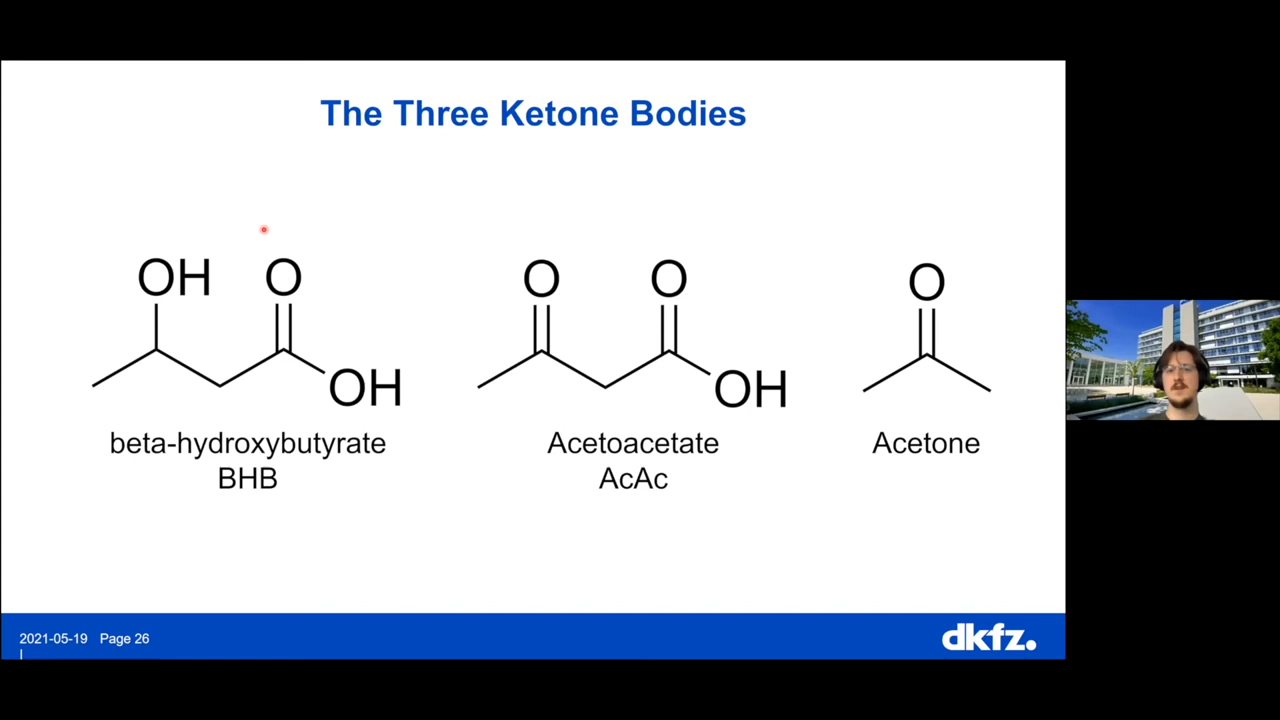 The Three Ketone Bodies
OH O
OH
beta-hydroxybutyrate
BHB
O O
OH
Acetoacetate
AcAc
O
Acetone
2021-05-19 Page 26
dkfz.